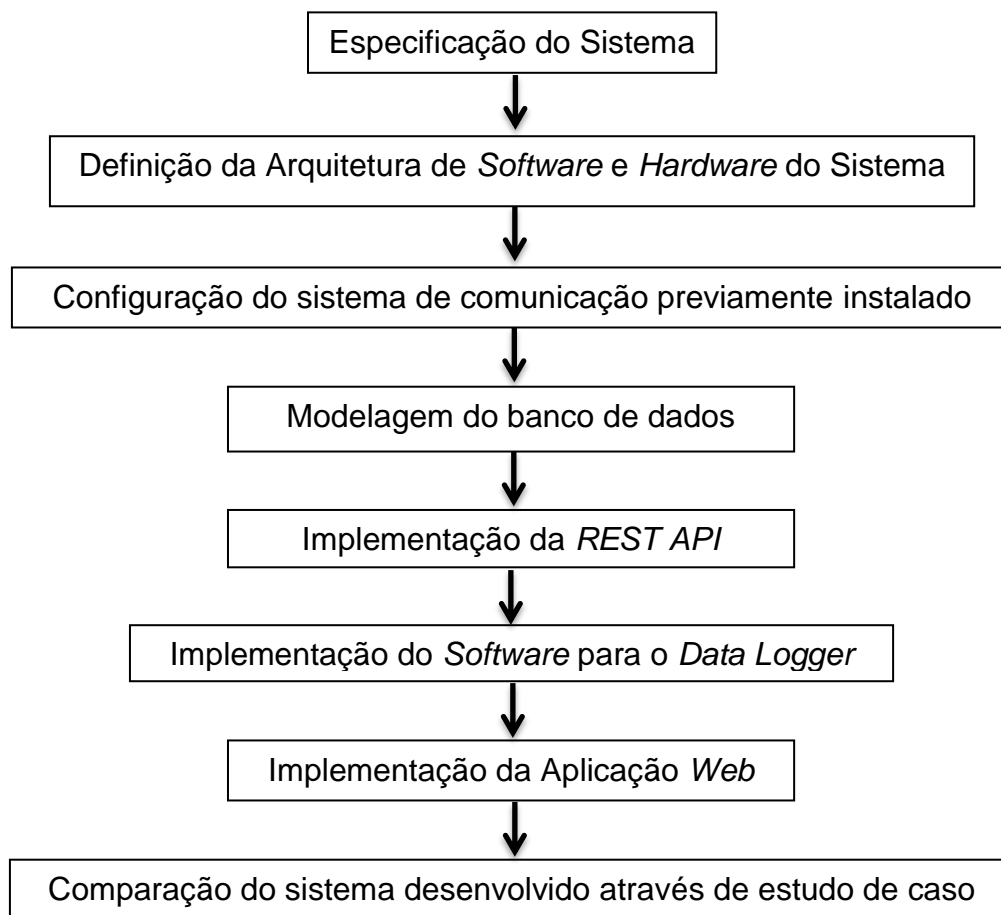 Especificação do Sistema
Definição da Arquitetura de Software e Hardware do Sistema
Configuração do sistema de comunicação previamente instalado
Modelagem do banco de dados
Implementação da REST API
Implementação do Software para o Data Logger
Implementação da Aplicação Web
Comparação do sistema desenvolvido através de estudo de caso